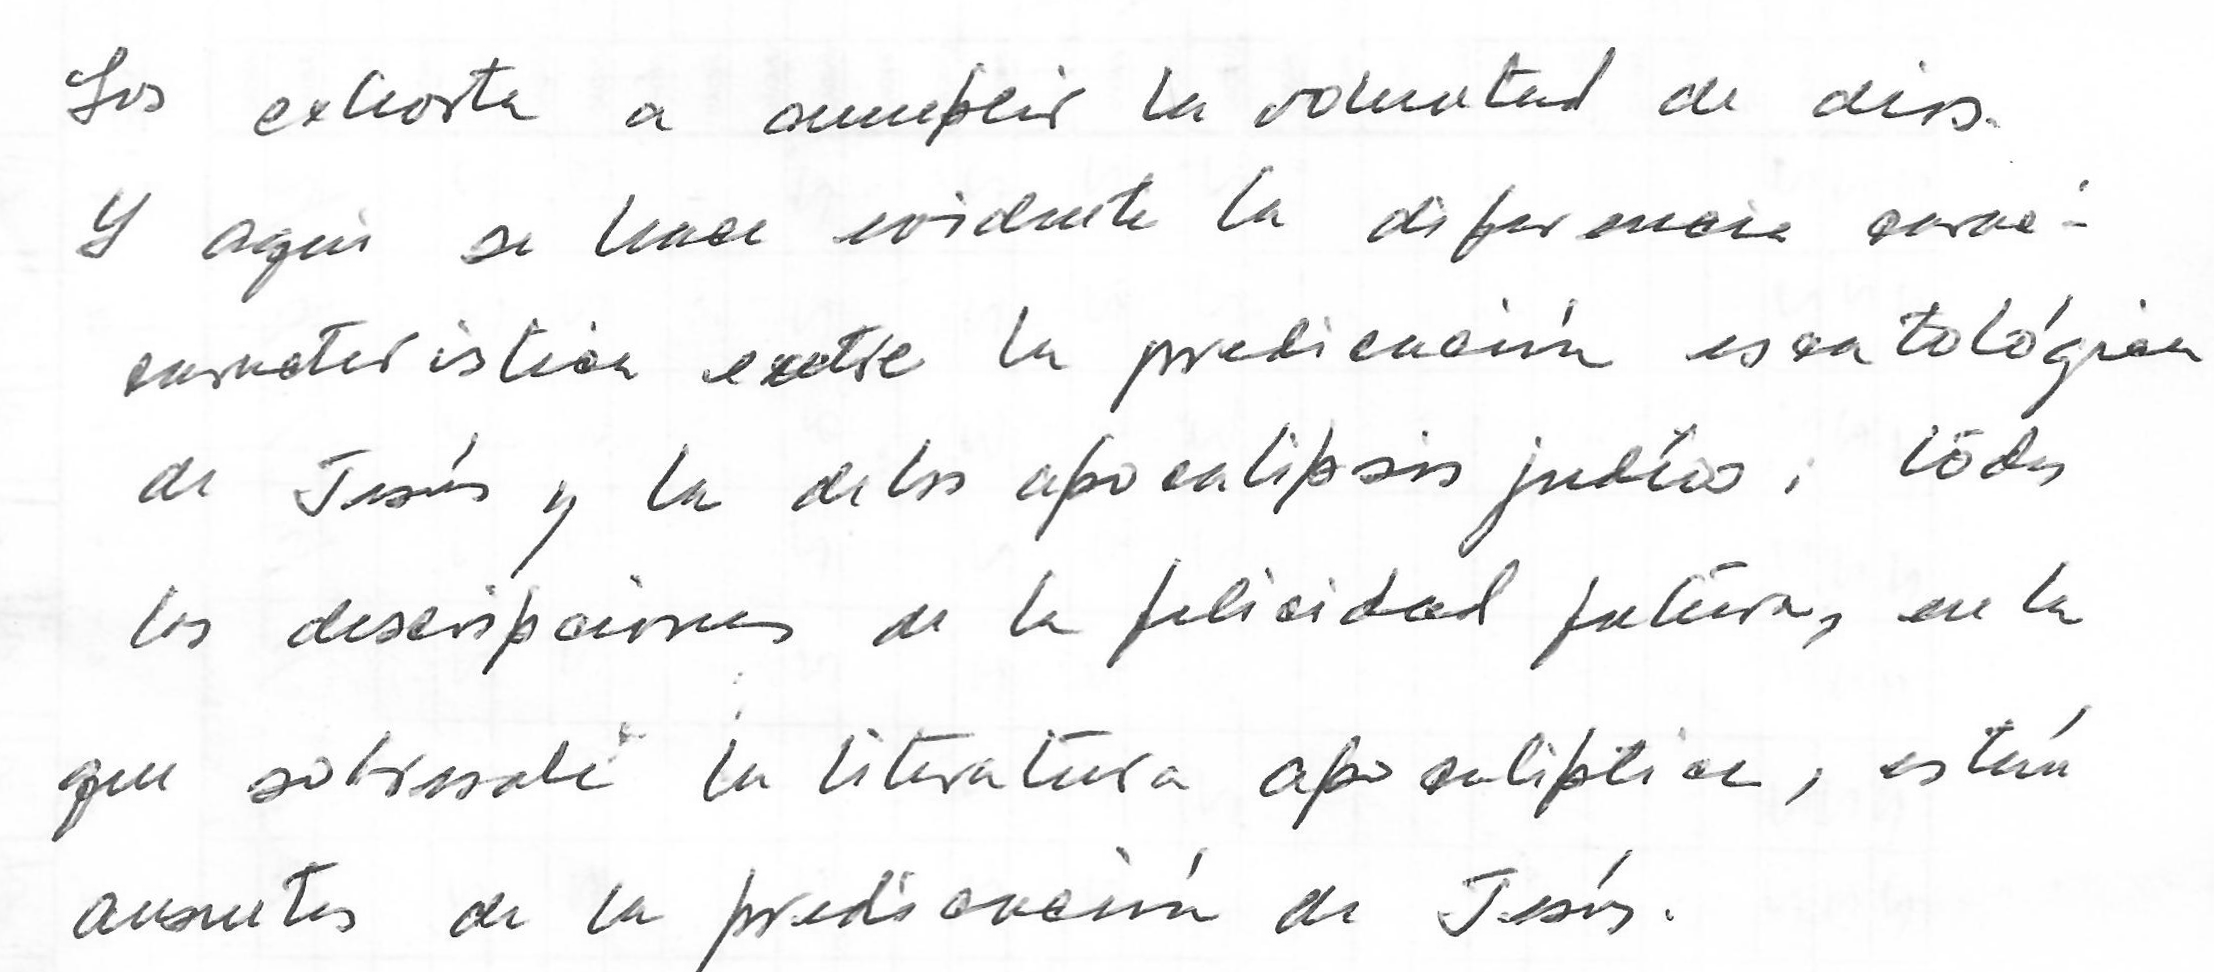 Los exhorta a cumplir la voluntad de dios.
Y aquí se hace evidente la diferencia carac-
característica entre la predicación escatológica
de Jesús y la de los apocalipsis judíos; todas
las descripciones de la felicidad futura, en la
que sobresale la literatura apocalíptica, están
ausentes de la predicación de Jesús.